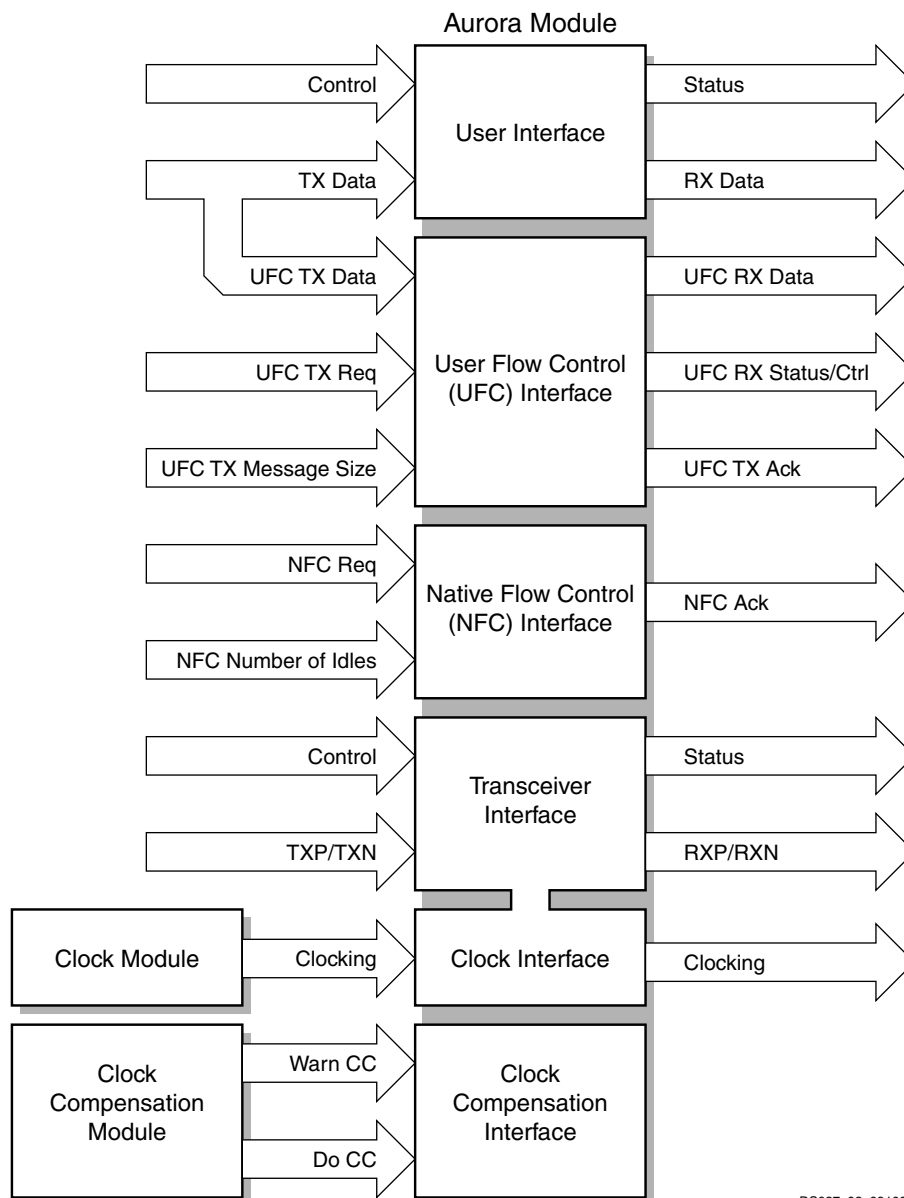 Aurora Module
Control
User Interface
Status
TX Data
RX Data
UFC TX Data
UFC RX Data
UFC TX Req
User Flow Control
(UFC) Interface
UFC RX Status/Ctrl
UFC TX Message Size
UFC TX Ack
NFC Req
Native Flow Control
(NFC) Interface
NFC Ack
NFC Number of Idles
Control
Transceiver
Interface
Status
TXP/TXN
RXP/RXN
Clock Module
Clocking
Clock Interface
Clocking
Clock
Compensation
Module
Warn CC
Do CC
Clock
Compensation
Interface